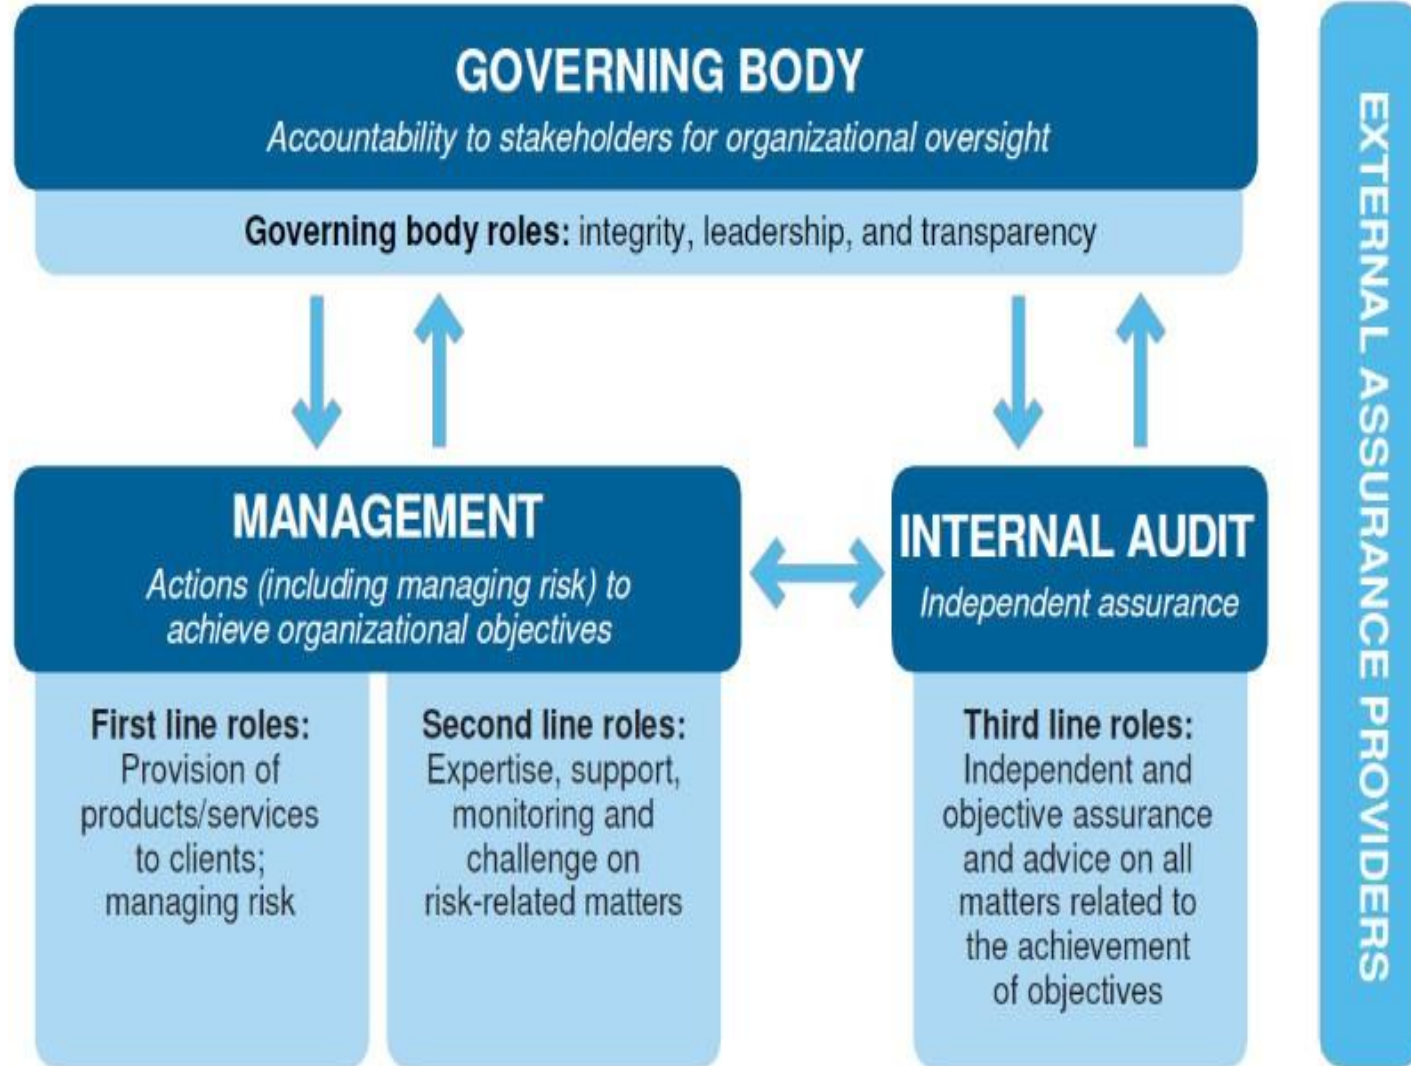 GOVERNING BODY
Accountability to stakeholders for organizational oversight
Governing body roles: integrity, leadership, and transparency
MANAGEMENT
Actions (including managing risk) to
achieve organizational objectives
First line roles:
Provision of
products/services
to clients;
managing risk
Second line roles:
Expertise, support,
monitoring and
challenge on
risk-related matters
INTERNAL AUDIT
Independent assurance
Third line roles:
Independent and
objective assurance
and advice on all
matters related to
the achievement
of objectives
EXTERNAL ASSURANCE PROVIDERS